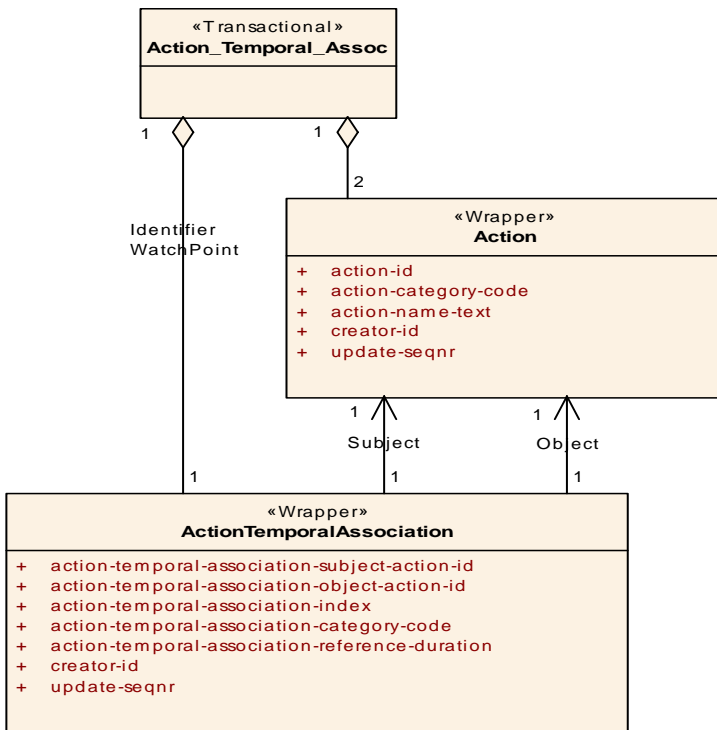 «Transactional»
Action_Temporal_Assoc
1
1
2
Identifier
WatchPoint
«Wrapper»
Action
+ action-id
+ action-category-code
+ action-name-text
+ creator-id
+ update-seqnr
1
1
Subject
Object
1
1
1
«Wrapper»
ActionTemporalAssociation
+ action-temporal-association-subject-action-id
+ action-temporal-association-object-action-id
+ action-temporal-association-index
+ action-temporal-association-category-code
+ action-temporal-association-reference-duration
+ creator-id
+ update-seqnr